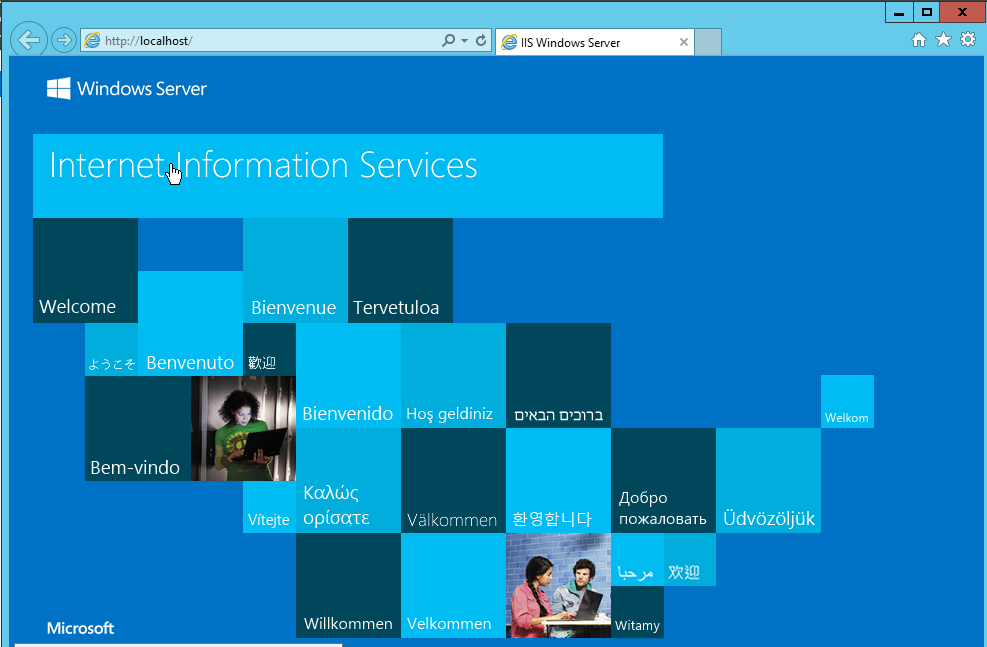 http://localhost/
IIS Windows Server
Windows Server
Internet Information Services
Welcome
Bienvenue
Tervetuloa
ようこそ
Benvenuto
歡迎
Bienvenido
Hoş geldiniz
ברוכים הבאים
Welkom
Bem-vindo
Vítejte
Καλώς
ορίσατε
Välkommen
환영합니다
Добро
пожаловать
Üdvözöljük
Willkommen
Velkommen
مرحبا
欢迎
Witamy
Microsoft